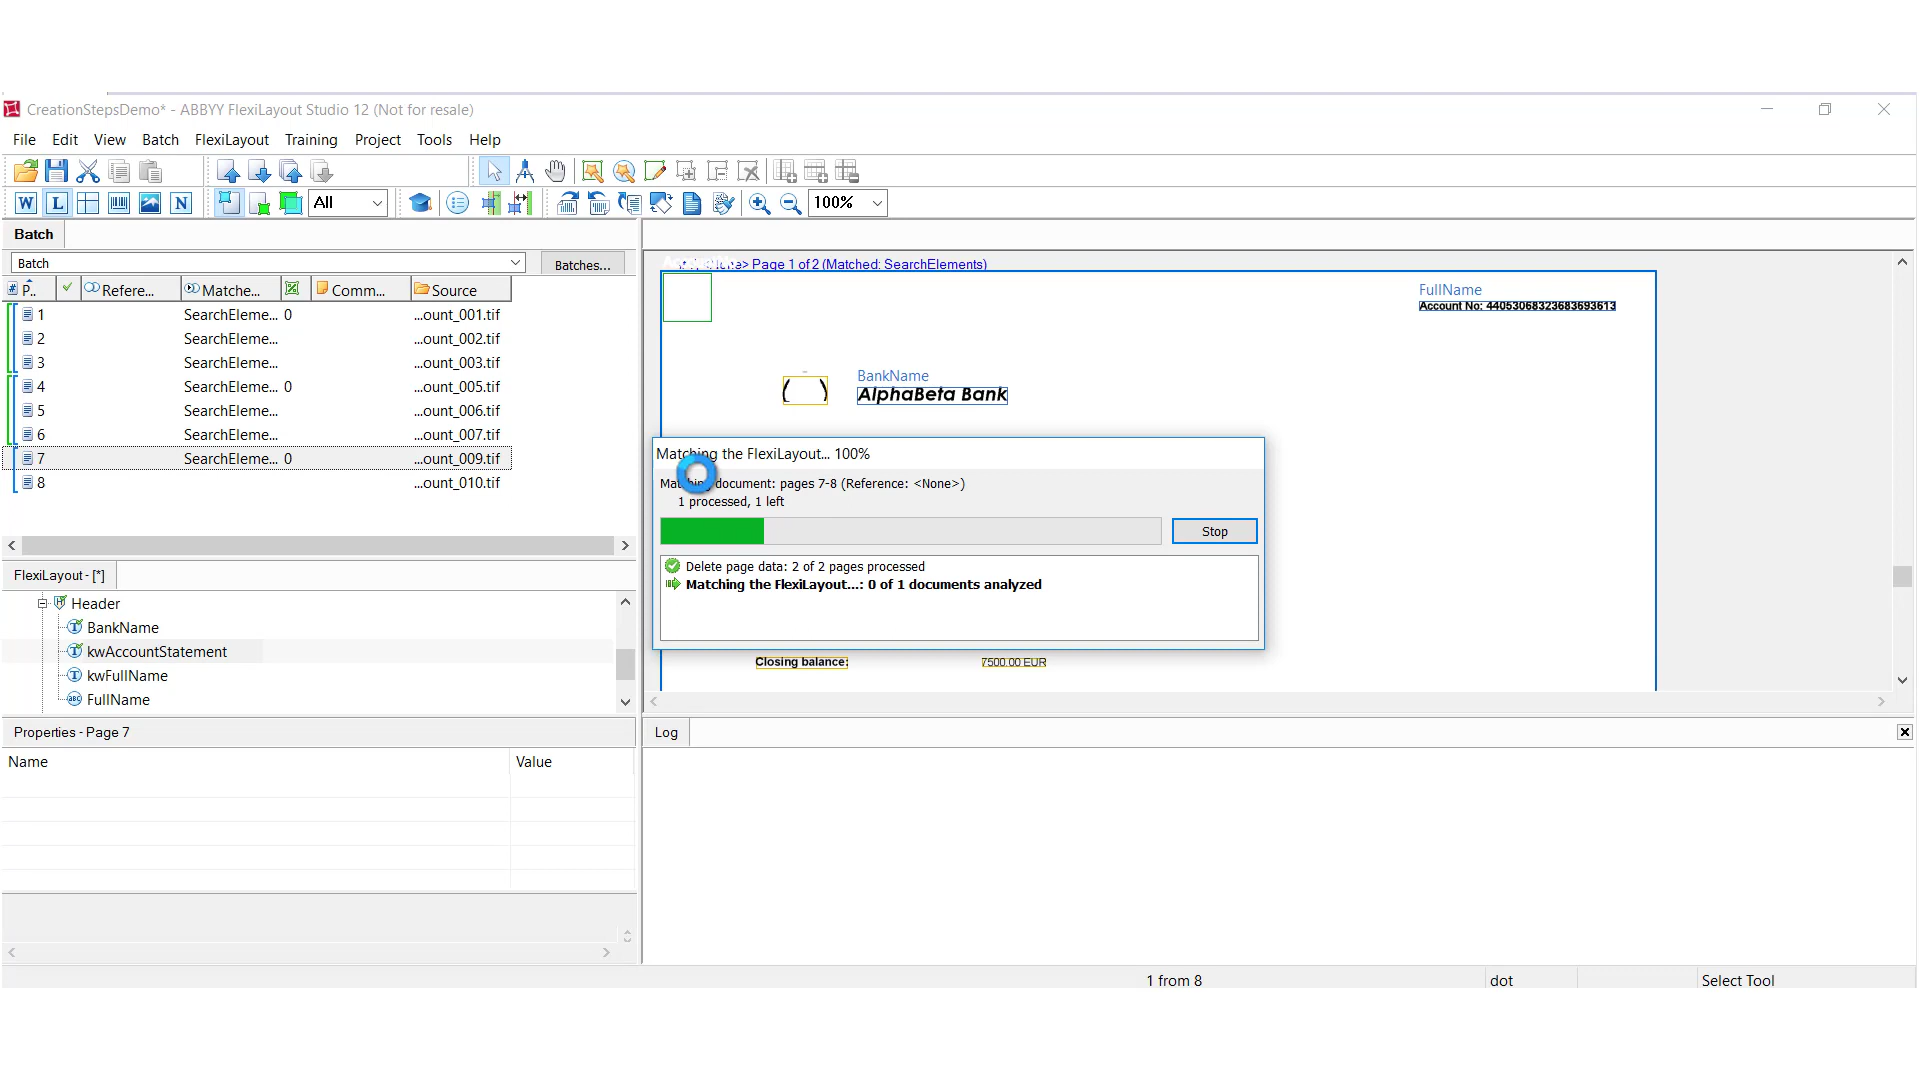 CreationStepsDemo* - ABBYY FlexiLayout Studio 12 (Not for resale)
File Edit View Batch FlexiLayout Training Project Tools Help
W L N All 100%
Batch
Batch Batches...
# P.. Refere... Matche... Comm... Source
1 SearchEleme... 0 ...ount_001.tif
2 SearchEleme... ...ount_002.tif
3 SearchEleme... ...ount_003.tif
4 SearchEleme... 0 ...ount_005.tif
5 SearchEleme... ...ount_006.tif
6 SearchEleme... ...ount_007.tif
7 SearchEleme... 0 ...ount_009.tif
8 ...ount_010.tif
FlexiLayout - [*]
Header
BankName
kwAccountStatement
kwFullName
FullName
Properties - Page 7
Name Value
Page 1 of 2 (Matched: SearchElements)
FullName
Account No: 44053068323683693613
BankName
AlphaBeta Bank
Matching the FlexiLayout... 100%
Matching document: pages 7-8 (Reference: <None>)
1 processed, 1 left
Stop
Delete page data: 2 of 2 pages processed
Matching the FlexiLayout...: 0 of 1 documents analyzed
Closing balance: 7500.00 EUR
Log
1 from 8 dot Select Tool